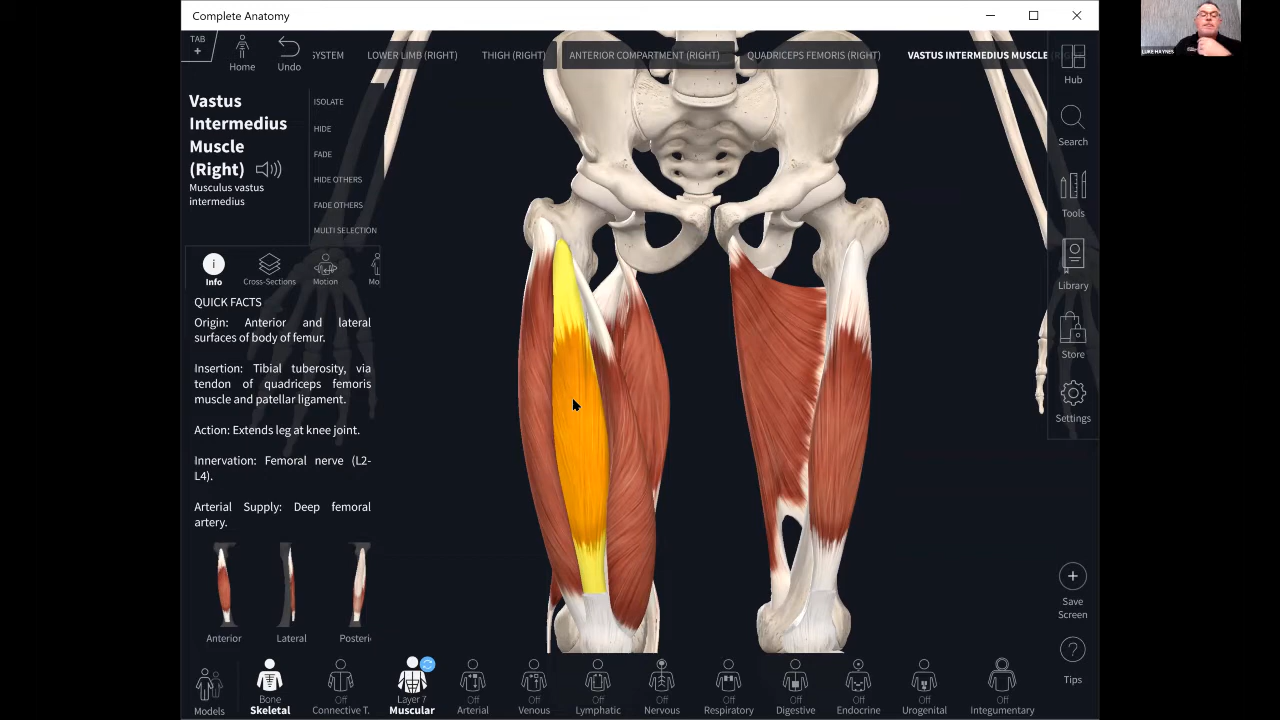 Complete Anatomy
LUKE HAYNES
TAB
+
Home
Undo
SYSTEM
LOWER LIMB (RIGHT)
THIGH (RIGHT)
ANTERIOR COMPARTMENT (RIGHT)
QUADRICEPS FEMORIS (RIGHT)
VASTUS INTERMEDIUS MUSCLE
Vastus
Intermedius
Muscle
(Right)
Musculus vastus
intermedius
ISOLATE
HIDE
FADE
HIDE OTHERS
FADE OTHERS
MULTI SELECTION
Info
Cross-Sections
Motion
Mo
QUICK FACTS
Origin: Anterior and lateral
surfaces of body of femur.
Insertion: Tibial tuberosity, via
tendon of quadriceps femoris
muscle and patellar ligament.
Action: Extends leg at knee joint.
Innervation: Femoral nerve (L2-
L4).
Arterial Supply: Deep femoral
artery.
Anterior
Lateral
Posteri
Hub
Search
Tools
Library
Store
Settings
Save
Screen
Tips
Models
Bone
Skeletal
Off
Connective T.
Layer 7
Muscular
Off
Arterial
Off
Venous
Off
Lymphatic
Off
Nervous
Off
Respiratory
Off
Digestive
Off
Endocrine
Off
Urogenital
Off
Integumentary